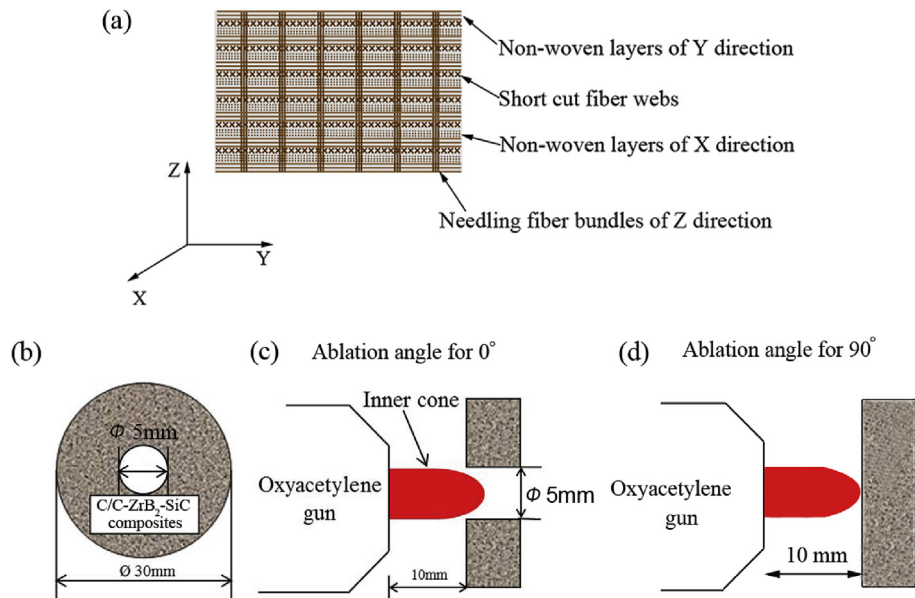 (a)
Non-woven layers of Y direction
Short cut fiber webs
Non-woven layers of X direction
Needling fiber bundles of Z direction
Z
Y
X
(b)
Φ 5mm
C/C-ZrB₂-SiC
composites
Ø 30mm
(c)
Ablation angle for 0°
Inner cone
Oxyacetylene
gun
Φ 5mm
10mm
(d)
Ablation angle for 90°
Oxyacetylene
gun
10 mm